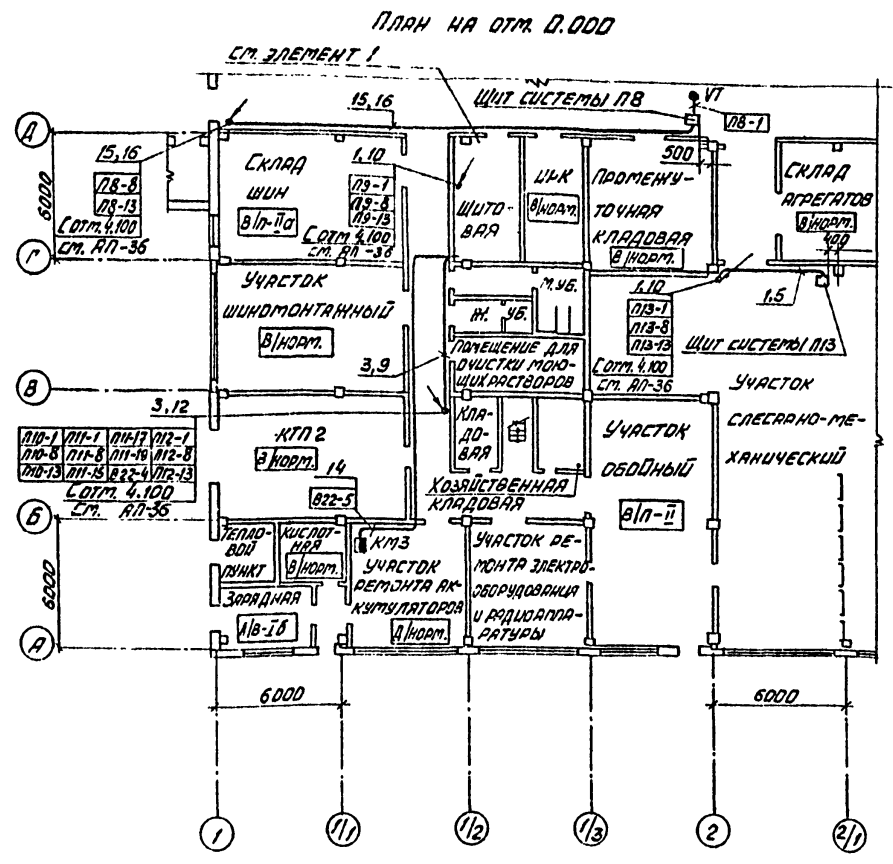 План на отм. 0.000
см. элемент 1
15,16
Щит системы П8
VT
П8-1
500
Д
15,16
П8-8
П8-13
С отм. 4.100
см. АП-36
6000
Склад
шин
В/П-IIа
1,10
П9-1
П9-8
П9-13
С отм. 4.100
см. АП-36
Щито-
вая
ИРК
В/норм.
Промежу-
точная
кладовая
В/норм.
Склад
агрегатов
В/норм.
400
Г
Участок
шиномонтажный
В/норм.
М. уб.
Ж. уб.
1,10
П13-1
П13-8
П13-13
С отм. 4.100
см. АП-36
1,5
Щит системы П13
3,9
Помещение для
очистки мою-
щих растворов
В
3,12
П10-1 П11-1 П11-17 П12-1
П10-8 П11-8 П11-19 П12-8
П10-13 П11-15 В22-4 П12-13
С отм. 4.100
см. АП-36
КТП2
В/норм.
14
В22-5
Кла-
до-
вая
Хозяйственная
кладовая
Участок
обойный
В/П-II
Участок
слесарно-ме-
ханический
Б
6000
Тепло-
вой
пункт
Кислот-
ная
В/норм.
КМ3
Участок
ремонта ак-
кумуляторов
Д/норм.
Участок ре-
монта электро-
оборудования
и радиоаппа-
ратуры
Зарядная
А/В-Iб
А
6000
6000
1
1/1
1/2
1/3
2
2/1